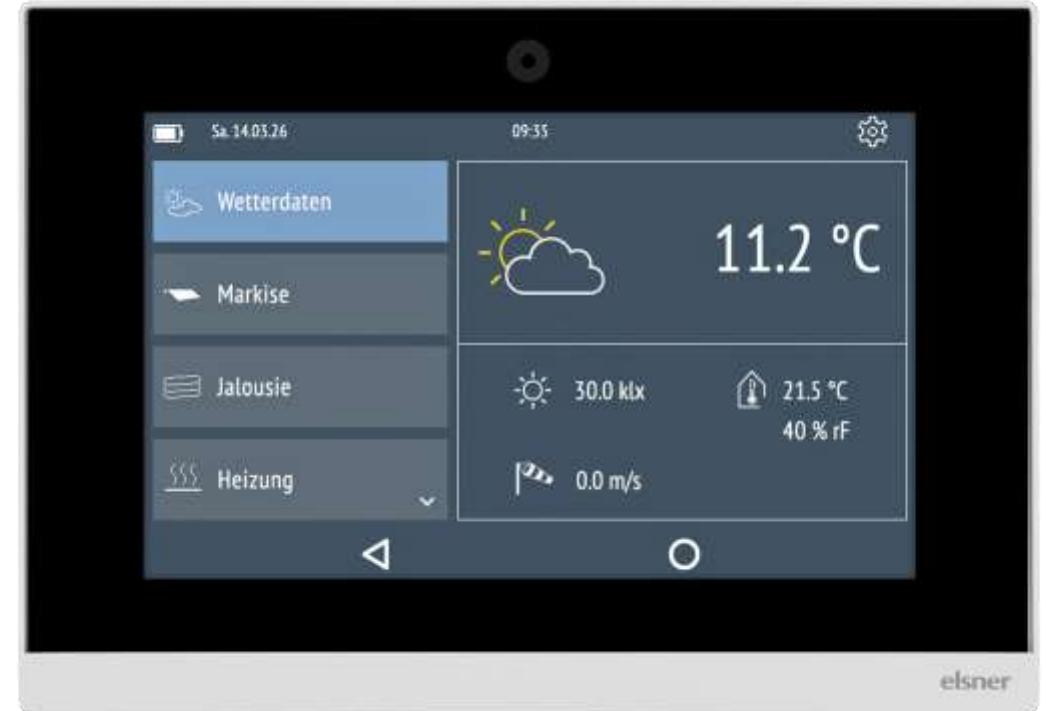 Sa. 14.03.26
09:35
Wetterdaten
Markise
Jalousie
Heizung
11.2 °C
30.0 klx
21.5 °C
40 % rF
0.0 m/s
elsner